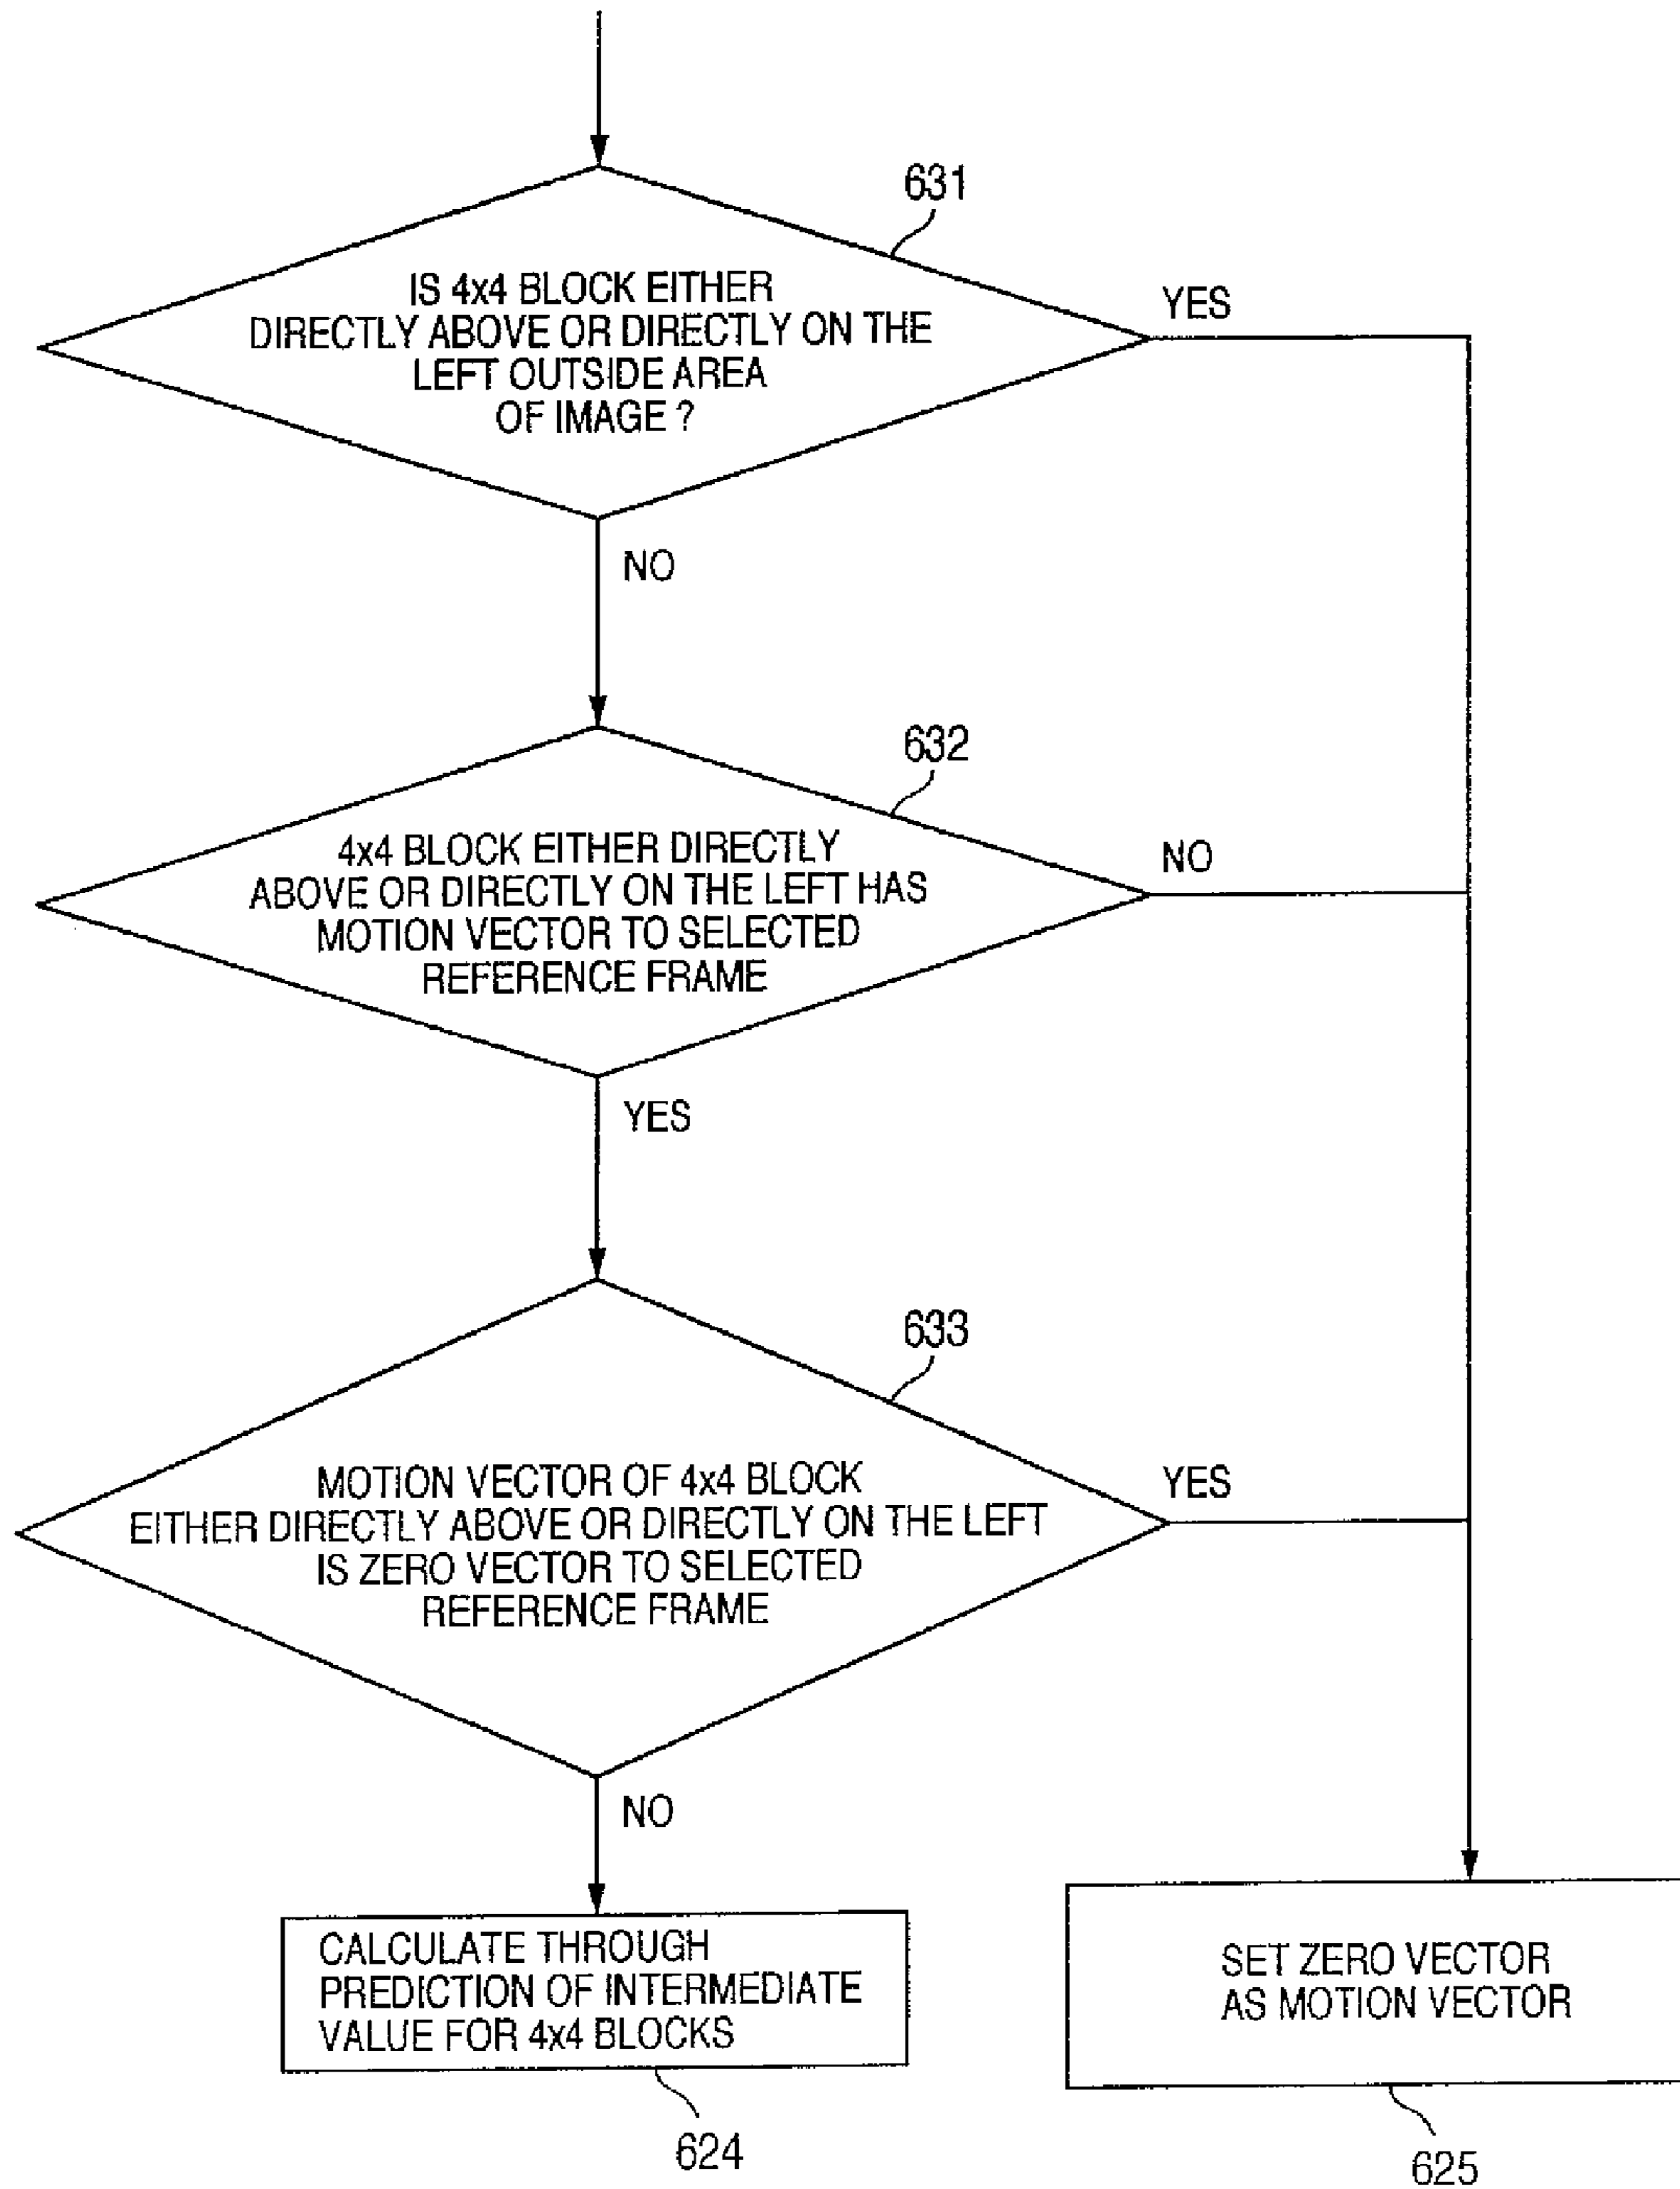 631
IS 4x4 BLOCK EITHER
DIRECTLY ABOVE OR DIRECTLY ON THE
LEFT OUTSIDE AREA
OF IMAGE ?
YES
NO
632
4x4 BLOCK EITHER DIRECTLY
ABOVE OR DIRECTLY ON THE LEFT HAS
MOTION VECTOR TO SELECTED
REFERENCE FRAME
NO
YES
633
MOTION VECTOR OF 4x4 BLOCK
EITHER DIRECTLY ABOVE OR DIRECTLY ON THE LEFT
IS ZERO VECTOR TO SELECTED
REFERENCE FRAME
YES
NO
CALCULATE THROUGH
PREDICTION OF INTERMEDIATE
VALUE FOR 4x4 BLOCKS
624
SET ZERO VECTOR
AS MOTION VECTOR
625